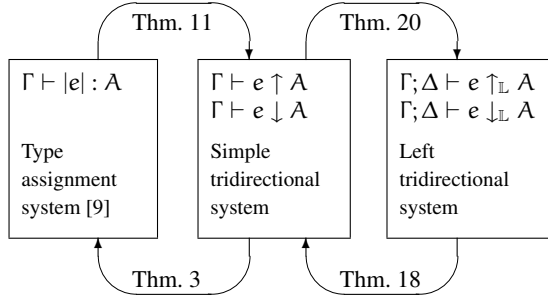 Thm. 11
Thm. 20
Γ ⊢ |e| : A
Type
assignment
system [9]
Γ ⊢ e ↑ A
Γ ⊢ e ↓ A
Simple
tridirectional
system
Γ; Δ ⊢ e ↑𝕃 A
Γ; Δ ⊢ e ↓𝕃 A
Left
tridirectional
system
Thm. 3
Thm. 18